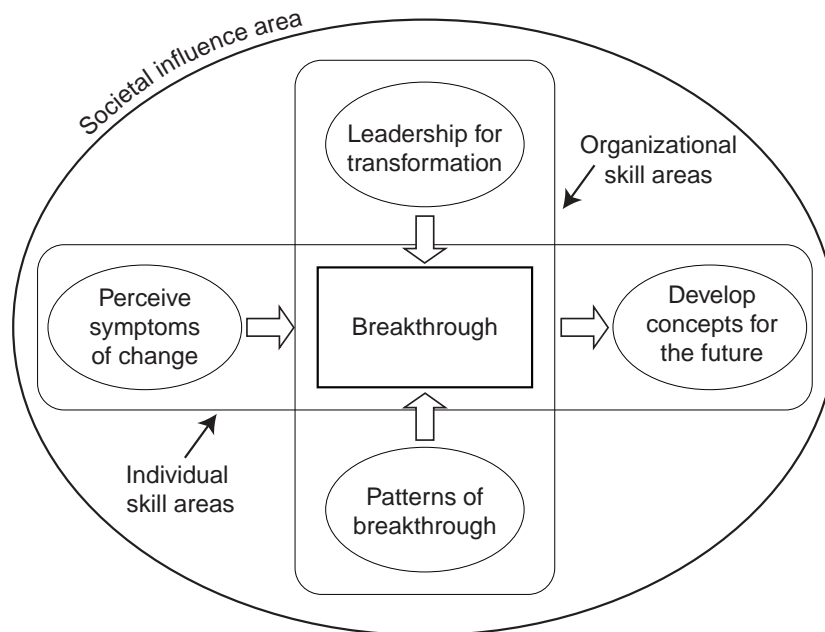 Societal influence area
Leadership for
transformation
Organizational
skill areas
Perceive
symptoms
of change
Breakthrough
Develop
concepts for
the future
Individual
skill areas
Patterns of
breakthrough